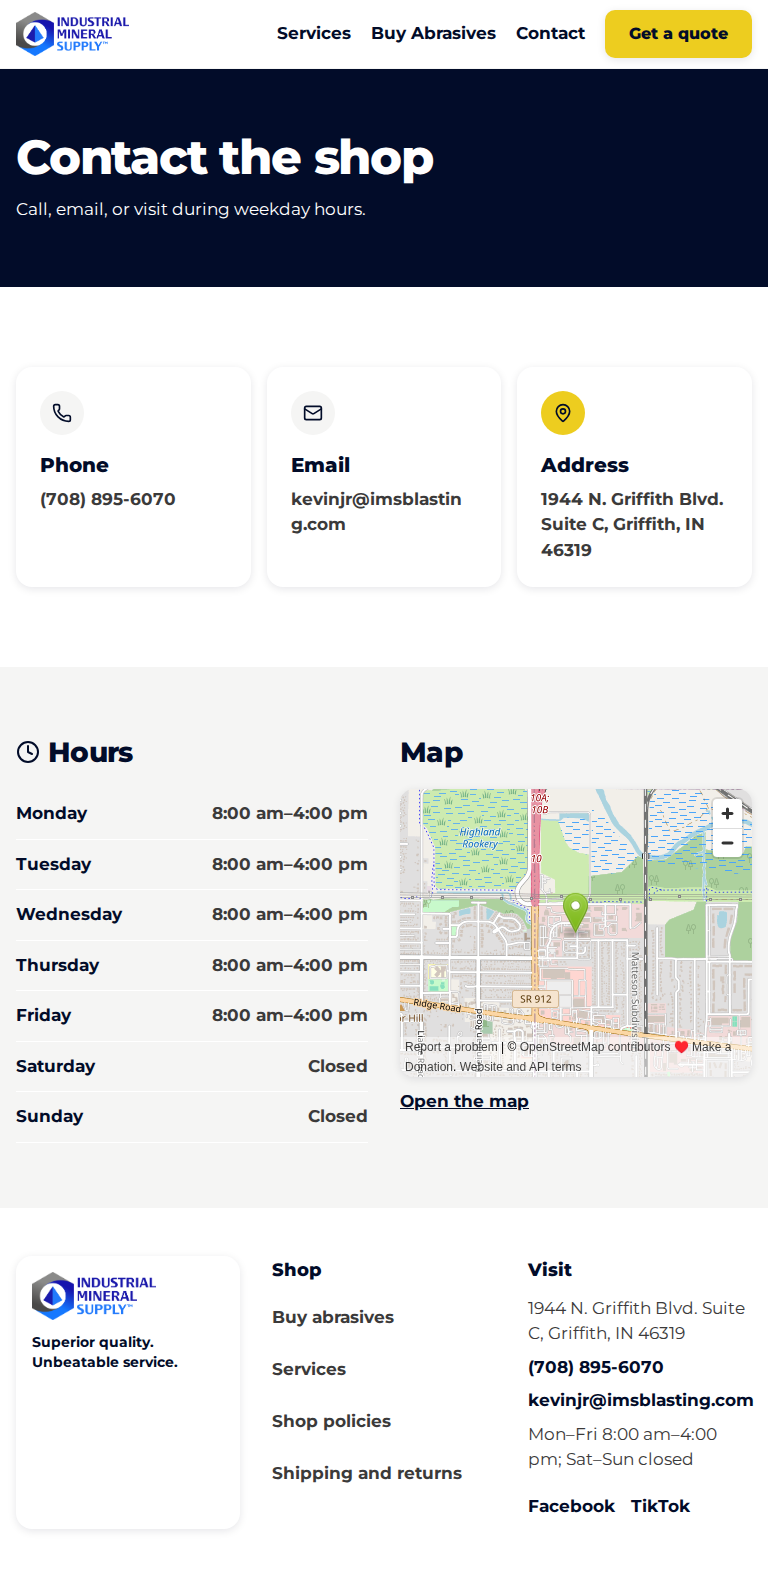 INDUSTRIAL
MINERAL
SUPPLY™
Services
Buy Abrasives
Contact
Get a quote
Contact the shop
Call, email, or visit during weekday hours.
Phone
(708) 895-6070
Email
kevinjr@imsblastin
g.com
Address
1944 N. Griffith Blvd.
Suite C, Griffith, IN
46319
Hours
Monday 8:00 am–4:00 pm
Tuesday 8:00 am–4:00 pm
Wednesday 8:00 am–4:00 pm
Thursday 8:00 am–4:00 pm
Friday 8:00 am–4:00 pm
Saturday Closed
Sunday Closed
Map
10A;
10B
Highland
Rookery
10
SR 912
Ridge Road
Report a problem | © OpenStreetMap contributors ♥ Make a
Donation. Website and API terms
Open the map
INDUSTRIAL
MINERAL
SUPPLY™
Superior quality.
Unbeatable service.
Shop
Buy abrasives
Services
Shop policies
Shipping and returns
Visit
1944 N. Griffith Blvd. Suite
C, Griffith, IN 46319
(708) 895-6070
kevinjr@imsblasting.com
Mon–Fri 8:00 am–4:00
pm; Sat–Sun closed
Facebook TikTok